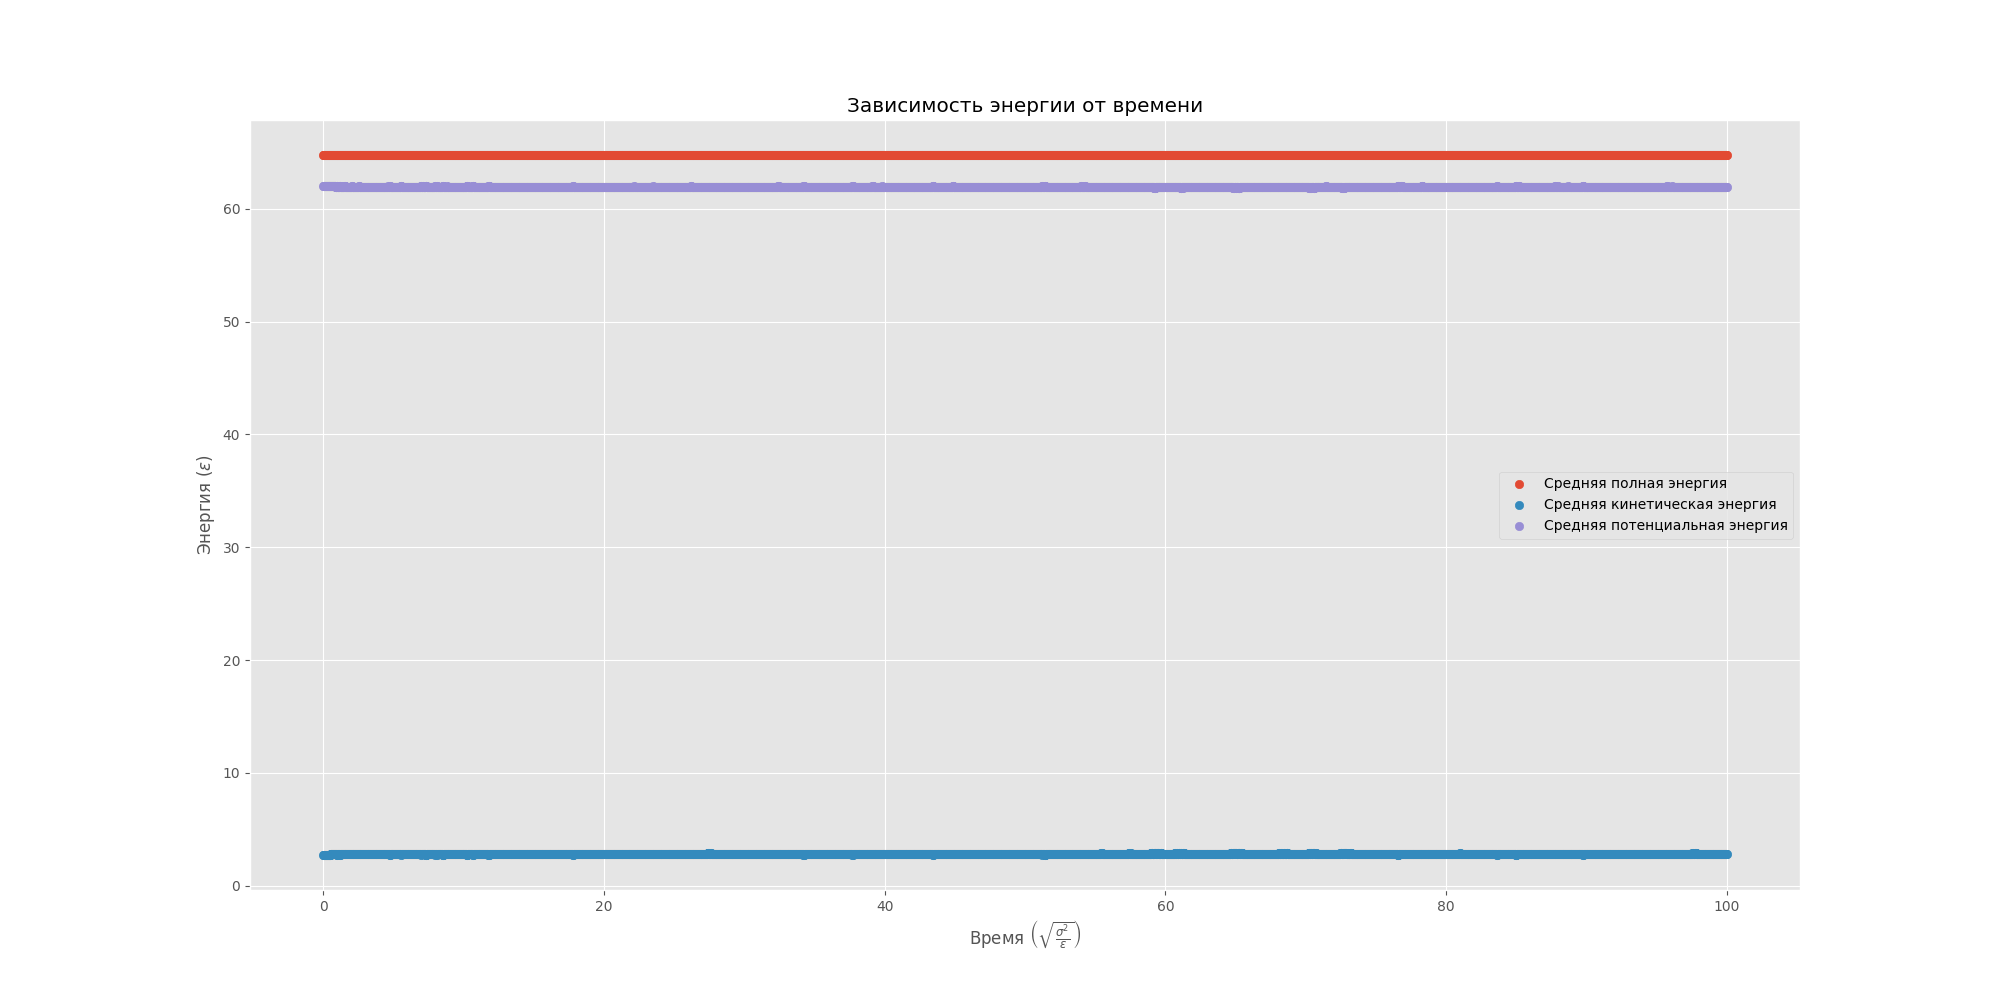 Зависимость энергии от времени
60
50
40
30
20
10
0
Энергия (ε)
Средняя полная энергия
Средняя кинетическая энергия
Средняя потенциальная энергия
0 20 40 60 80 100
Время (√(σ²/ε))